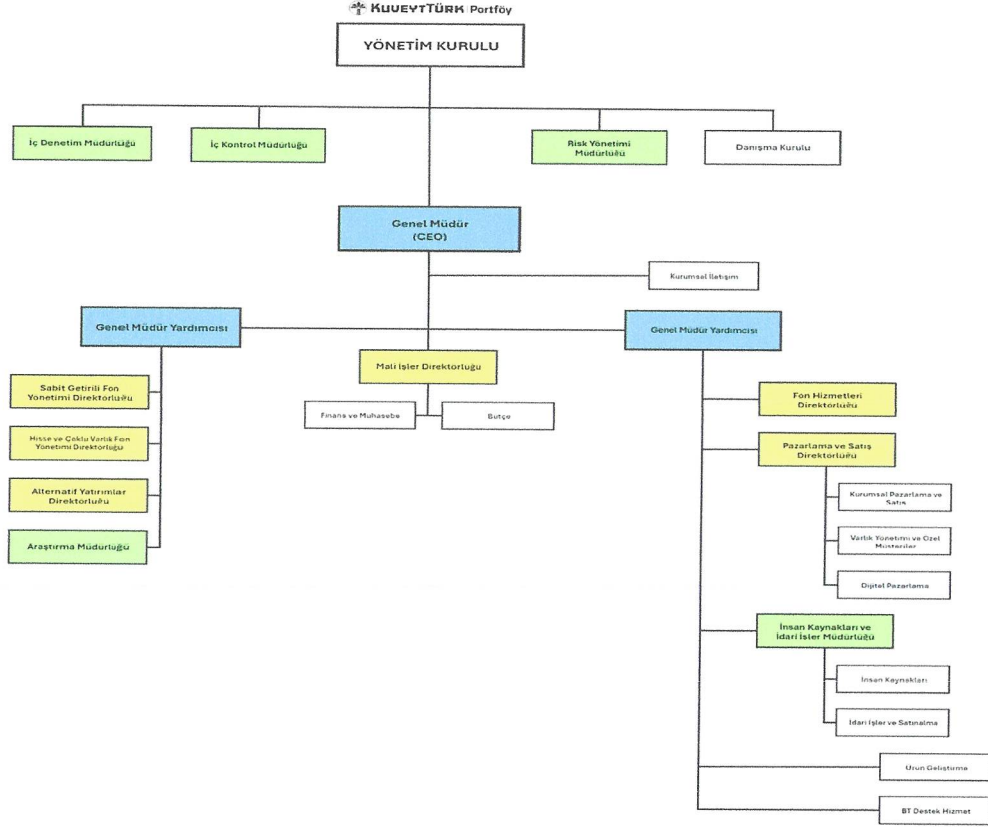 KUVEYTTÜRK Portföy
YÖNETİM KURULU
İç Denetim Müdürlüğü
İç Kontrol Müdürlüğü
Risk Yönetimi
Müdürlüğü
Danışma Kurulu
Genel Müdür
(CEO)
Kurumsal İletişim
Genel Müdür Yardımcısı
Genel Müdür Yardımcısı
Mali İşler Direktörlüğü
Finans ve Muhasebe
Bütçe
Sabit Getirili Fon
Yönetimi Direktörlüğü
Hisse ve Çoklu Varlık Fon
Yönetimi Direktörlüğü
Alternatif Yatırımlar
Direktörlüğü
Araştırma Müdürlüğü
Fon Hizmetleri
Direktörlüğü
Pazarlama ve Satış
Direktörlüğü
Kurumsal Pazarlama ve
Satış
Varlık Yönetimi ve Özel
Müşteriler
Dijital Pazarlama
İnsan Kaynakları ve
İdari İşler Müdürlüğü
İnsan Kaynakları
İdari İşler ve Satınalma
Ürün Geliştirme
BT Destek Hizmet